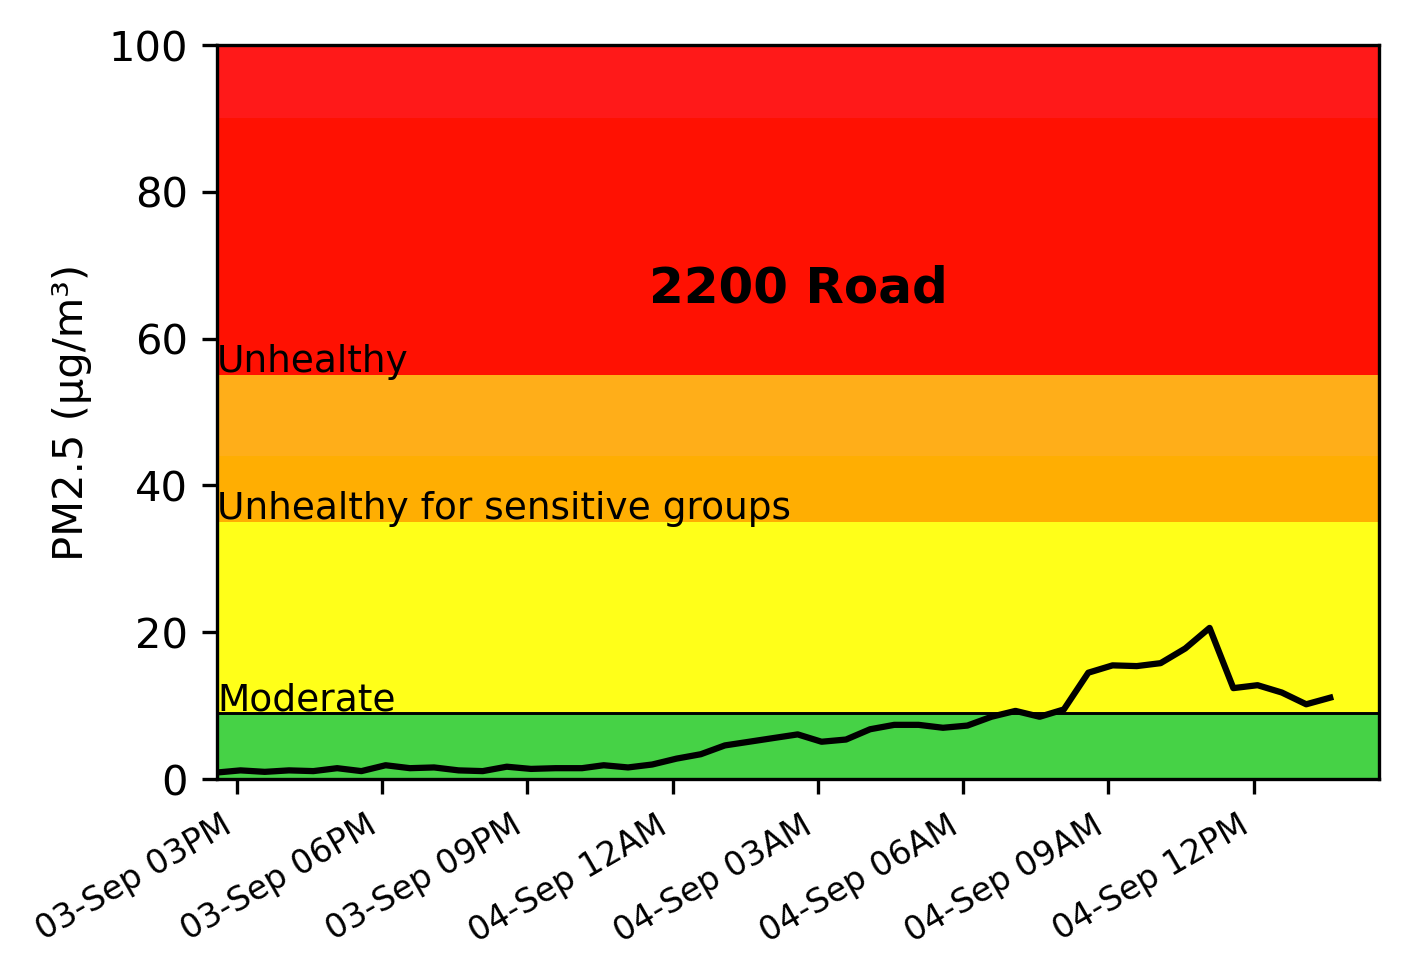 100
80
60
40
20
0
PM2.5 (µg/m³)
2200 Road
Unhealthy
Unhealthy for sensitive groups
Moderate
03-Sep 03PM
03-Sep 06PM
03-Sep 09PM
04-Sep 12AM
04-Sep 03AM
04-Sep 06AM
04-Sep 09AM
04-Sep 12PM